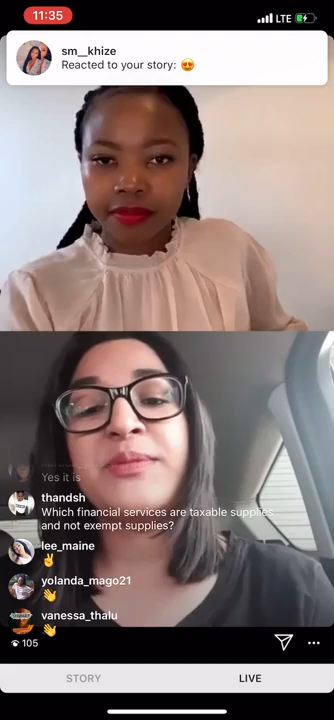 11:35
LTE
sm__khize
Reacted to your story: 😍
Yes it is
thandsh
Which financial services are taxable supplies
and not exempt supplies?
lee_maine
✌️
yolanda_mago21
👋
vanessa_thalu
👋
105
STORY
LIVE